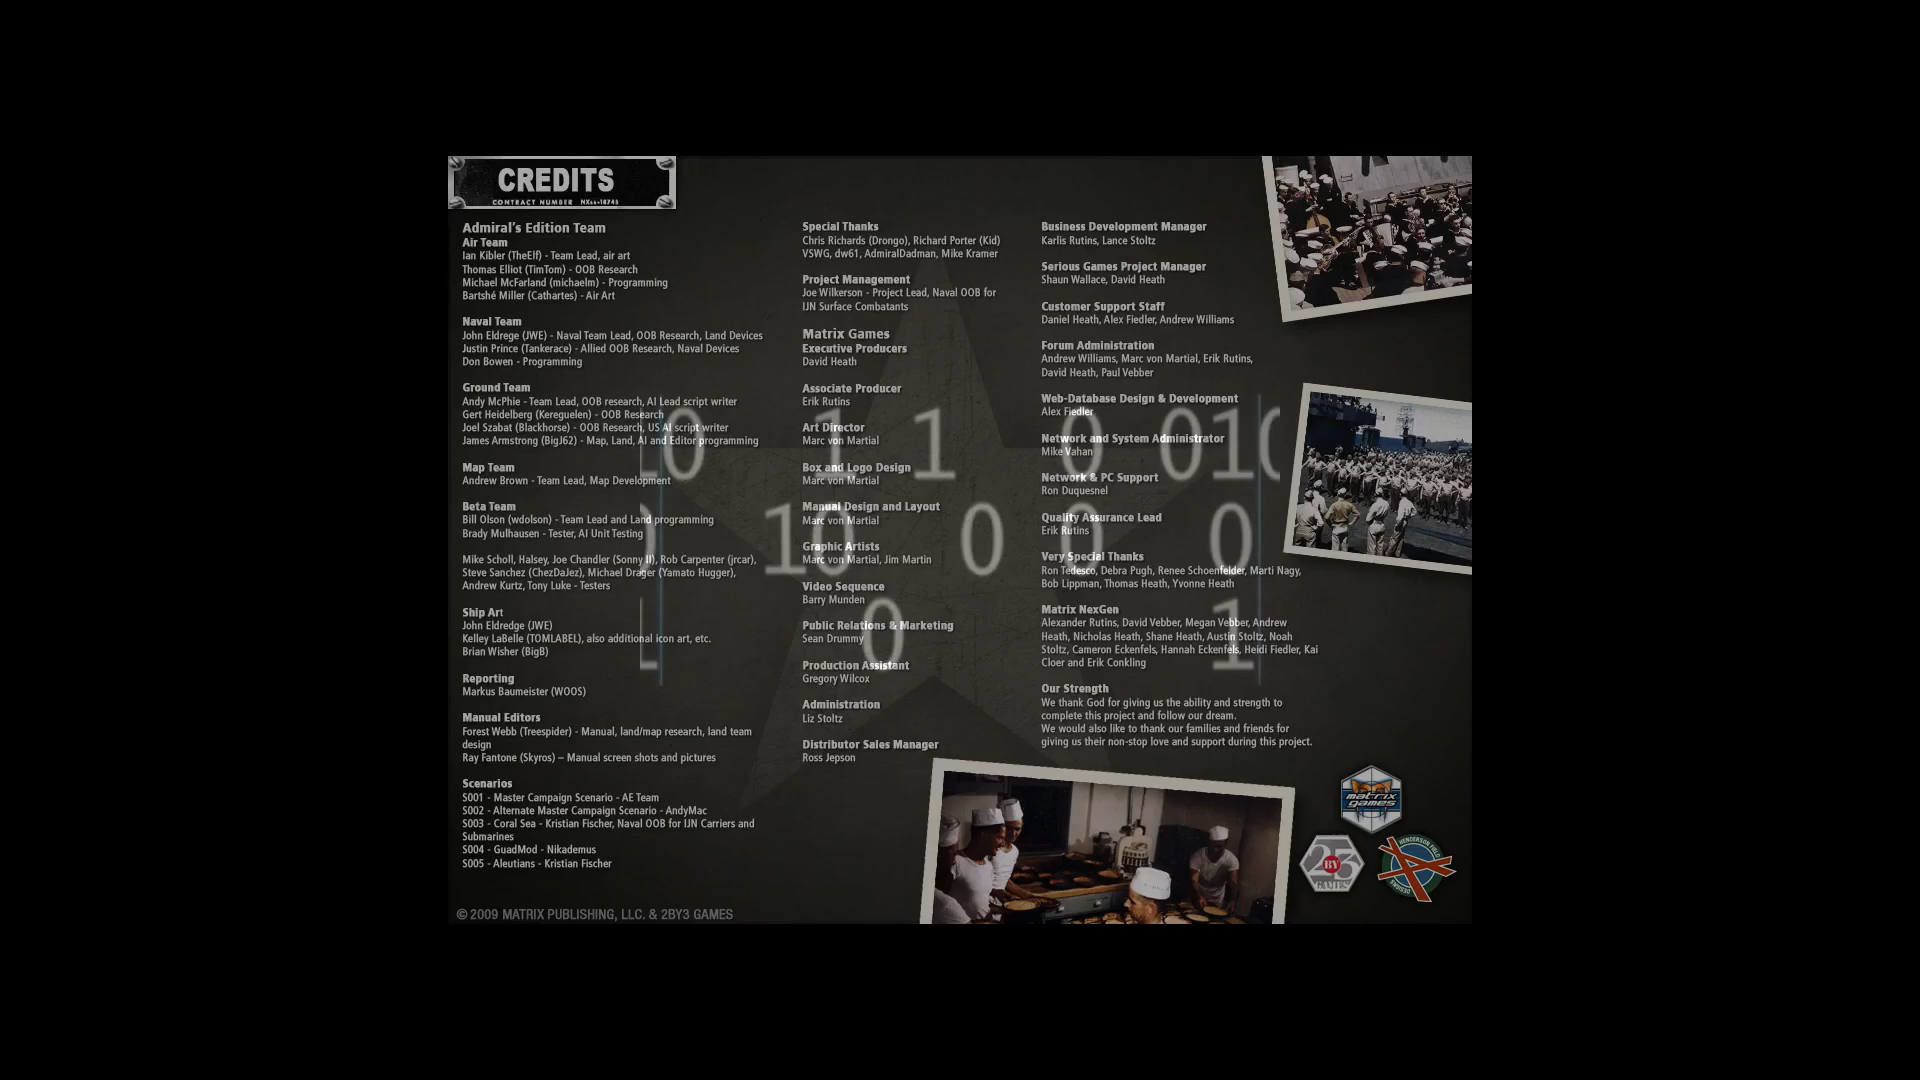 CREDITS
CONTRACT NUMBER NX44-18745
Admiral's Edition Team
Air Team
Ian Kibler (TheElf) - Team Lead, air art
Thomas Elliot (TimTom) - OOB Research
Michael McFarland (michaelm) - Programming
Bartshé Miller (Cathartes) - Air Art
Naval Team
John Eldrege (JWE) - Naval Team Lead, OOB Research, Land Devices
Justin Prince (Tankerace) - Allied OOB Research, Naval Devices
Don Bowen - Programming
Ground Team
Andy McPhie - Team Lead, OOB research, AI Lead script writer
Gert Heidelberg (Kereguelen) - OOB Research
Joel Szabat (Blackhorse) - OOB Research, US AI script writer
James Armstrong (BigJ62) - Map, Land, AI and Editor programming
Map Team
Andrew Brown - Team Lead, Map Development
Beta Team
Bill Olson (wdolson) - Team Lead and Land programming
Brady Mulhausen - Tester, AI Unit Testing
Mike Scholl, Halsey, Joe Chandler (Sonny II), Rob Carpenter (jrcar),
Steve Sanchez (ChezDaJez), Michael Drager (Yamato Hugger),
Andrew Kurtz, Tony Luke - Testers
Ship Art
John Eldredge (JWE)
Kelley LaBelle (TOMLABEL), also additional icon art, etc.
Brian Wisher (BigB)
Reporting
Markus Baumeister (WOOS)
Manual Editors
Forest Webb (Treespider) - Manual, land/map research, land team
design
Ray Fantone (Skyros) – Manual screen shots and pictures
Scenarios
S001 - Master Campaign Scenario - AE Team
S002 - Alternate Master Campaign Scenario - AndyMac
S003 - Coral Sea - Kristian Fischer, Naval OOB for IJN Carriers and
Submarines
S004 - GuadMod - Nikademus
S005 - Aleutians - Kristian Fischer
© 2009 MATRIX PUBLISHING, LLC. & 2BY3 GAMES
Special Thanks
Chris Richards (Drongo), Richard Porter (Kid)
VSWG, dw61, AdmiralDadman, Mike Kramer
Project Management
Joe Wilkerson - Project Lead, Naval OOB for
IJN Surface Combatants
Matrix Games
Executive Producers
David Heath
Associate Producer
Erik Rutins
Art Director
Marc von Martial
Box and Logo Design
Marc von Martial
Manual Design and Layout
Marc von Martial
Graphic Artists
Marc von Martial, Jim Martin
Video Sequence
Barry Munden
Public Relations & Marketing
Sean Drummy
Production Assistant
Gregory Wilcox
Administration
Liz Stoltz
Distributor Sales Manager
Ross Jepson
Business Development Manager
Karlis Rutins, Lance Stoltz
Serious Games Project Manager
Shaun Wallace, David Heath
Customer Support Staff
Daniel Heath, Alex Fiedler, Andrew Williams
Forum Administration
Andrew Williams, Marc von Martial, Erik Rutins,
David Heath, Paul Vebber
Web-Database Design & Development
Alex Fiedler
Network and System Administrator
Mike Vahan
Network & PC Support
Ron Duquesnel
Quality Assurance Lead
Erik Rutins
Very Special Thanks
Ron Tedesco, Debra Pugh, Renee Schoenfelder, Marti Nagy,
Bob Lippman, Thomas Heath, Yvonne Heath
Matrix NexGen
Alexander Rutins, David Vebber, Megan Vebber, Andrew
Heath, Nicholas Heath, Shane Heath, Austin Stoltz, Noah
Stoltz, Cameron Eckenfels, Hannah Eckenfels, Heidi Fiedler, Kai
Cloer and Erik Conkling
Our Strength
We thank God for giving us the ability and strength to
complete this project and follow our dream.
We would also like to thank our families and friends for
giving us their non-stop love and support during this project.
0 1 1 0 010
10 0 0 0
0 1
matrix
games
2BY3
GAMES
HENDERSON FIELD
DESIGNS